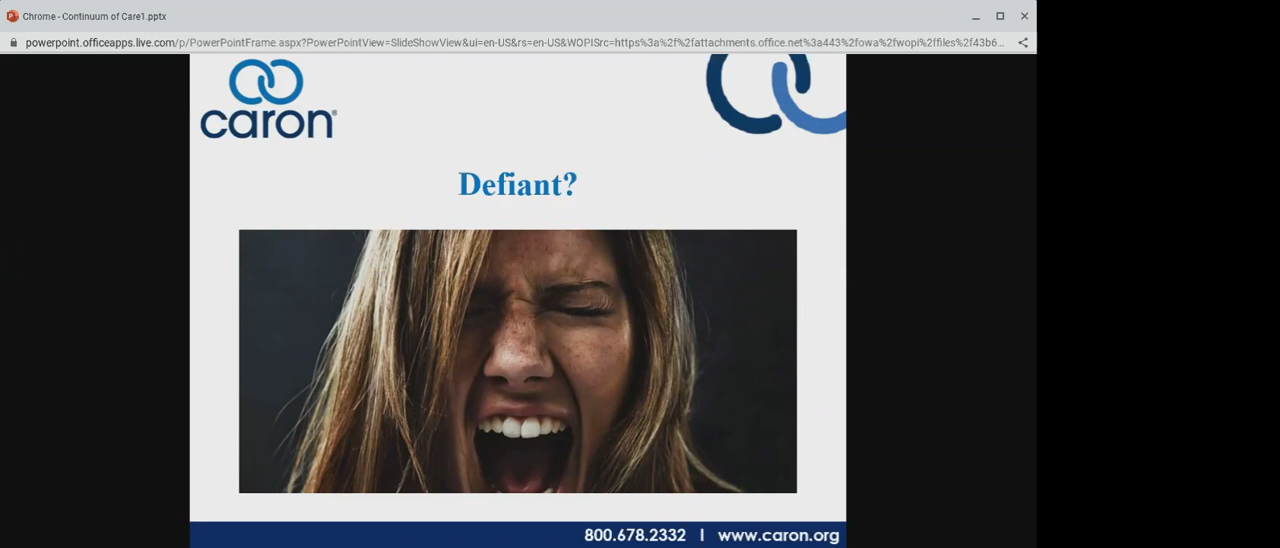 Chrome - Continuum of Care1.pptx
powerpoint.officeapps.live.com/p/PowerPointFrame.aspx?PowerPointView=SlideShowView&ui=en-US&rs=en-US&WOPISrc=https%3a%2f%2fattachments.office.net%3a443%2fowa%2fwopi%2ffiles%2f43b6...
caron®
Defiant?
800.678.2332 | www.caron.org